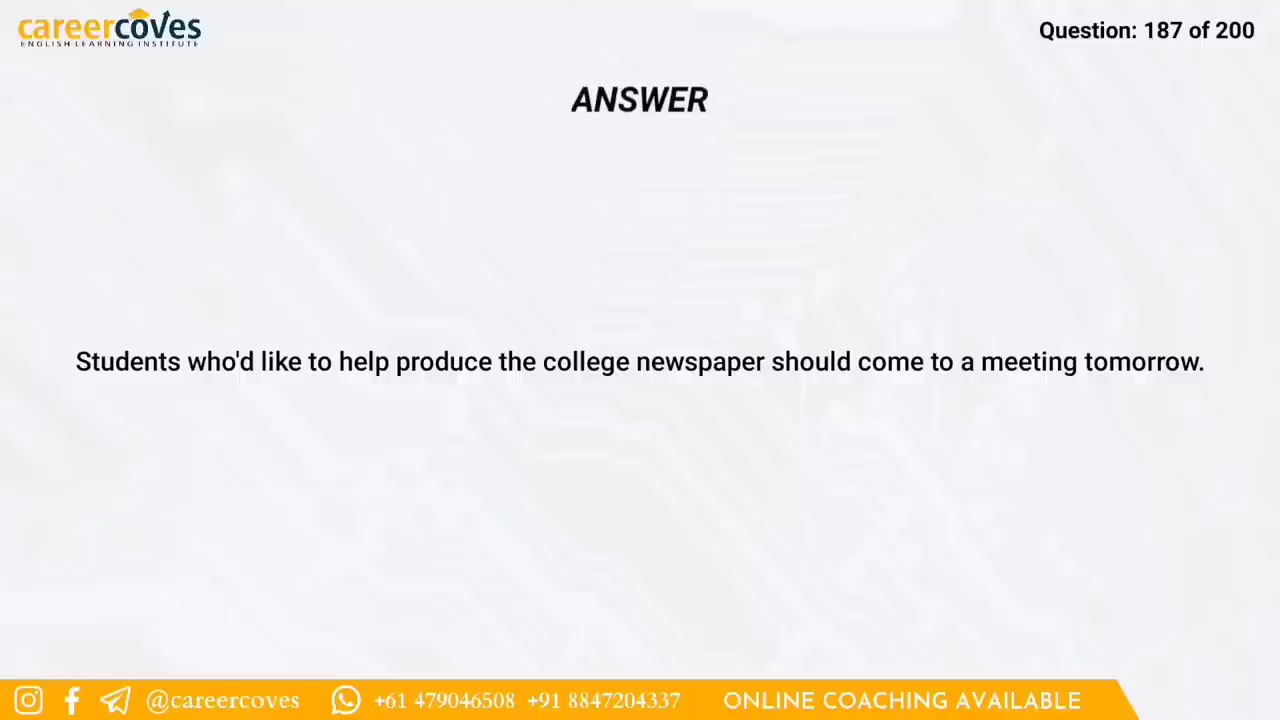 careercoves
ENGLISH LEARNING INSTITUTE
Question: 187 of 200
ANSWER
Students who'd like to help produce the college newspaper should come to a meeting tomorrow.
@careercoves +61 479046508 +91 8847204337 ONLINE COACHING AVAILABLE